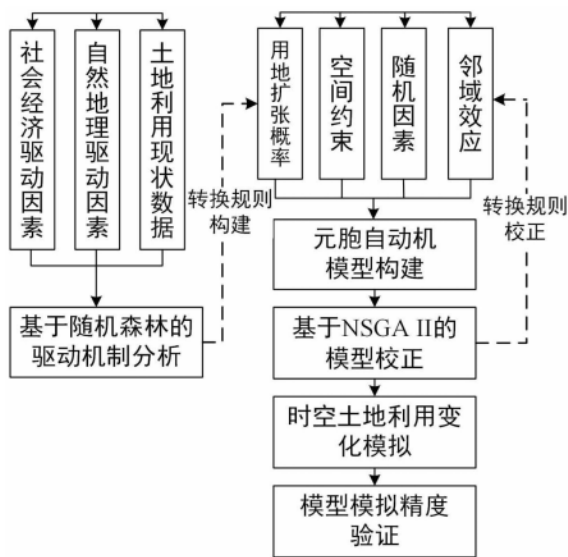 社会经济驱动因素
自然地理驱动因素
土地利用现状数据
用地扩张概率
空间约束
随机因素
邻域效应
转换规则
构建
转换规则
校正
元胞自动机
模型构建
基于随机森林的
驱动机制分析
基于NSGA II的
模型校正
时空土地利用变
化模拟
模型模拟精度
验证